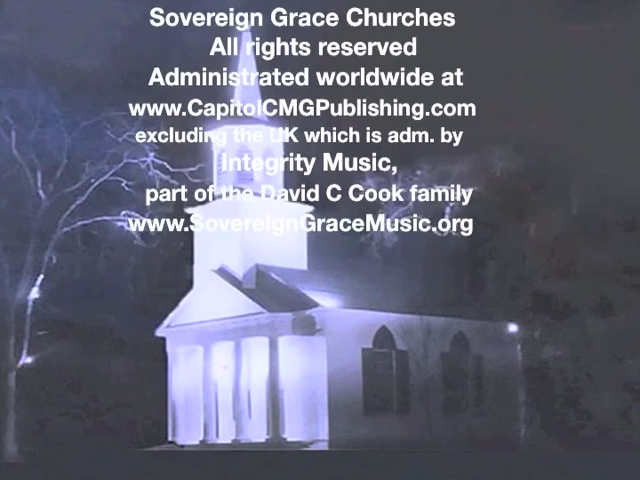 Sovereign Grace Churches
All rights reserved
Administrated worldwide at
www.CapitolCMGPublishing.com
excluding the UK which is adm. by
Integrity Music,
part of the David C Cook family
www.SovereignGraceMusic.org